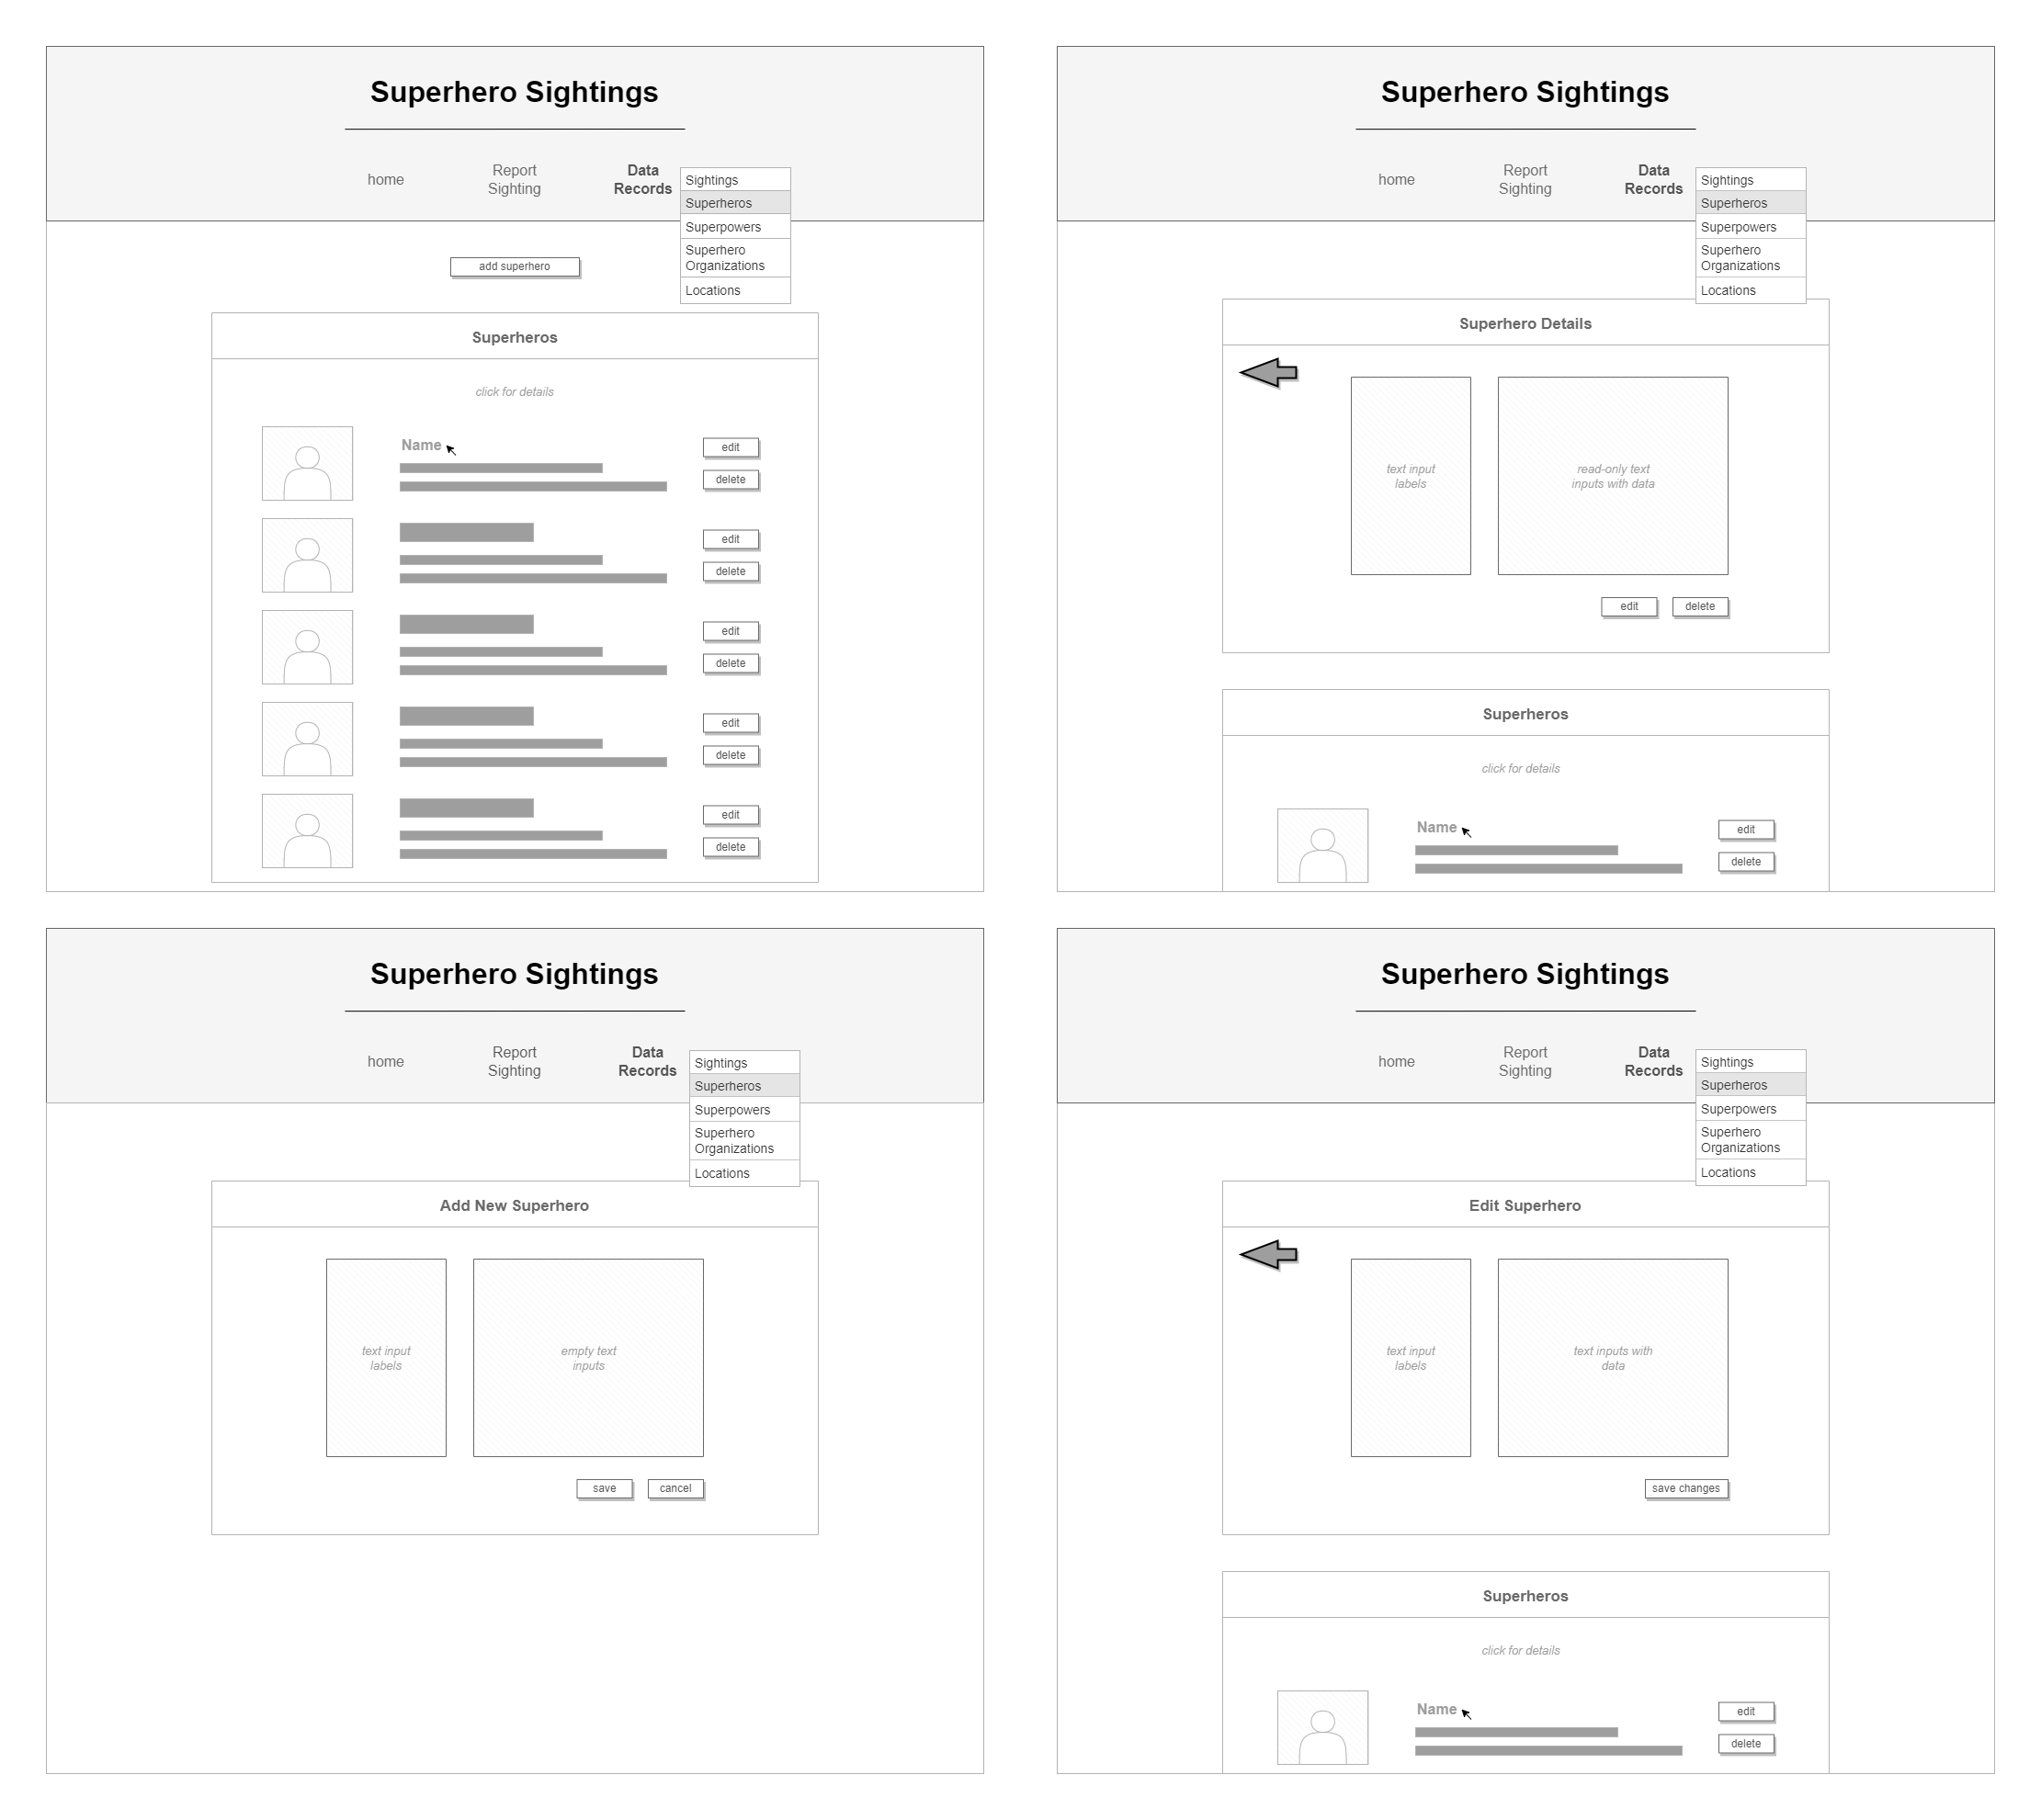 Superhero Sightings
home
Report
Sighting
Data
Records
Sightings
Superheros
Superpowers
Superhero
Organizations
Locations
add superhero
Superheros
click for details
Name
edit
delete
edit
delete
edit
delete
edit
delete
edit
delete
Superhero Sightings
home
Report
Sighting
Data
Records
Sightings
Superheros
Superpowers
Superhero
Organizations
Locations
Superhero Details
text input
labels
read-only text
inputs with data
edit
delete
Superheros
click for details
Name
edit
delete
Superhero Sightings
home
Report
Sighting
Data
Records
Sightings
Superheros
Superpowers
Superhero
Organizations
Locations
Add New Superhero
text input
labels
empty text
inputs
save
cancel
Superhero Sightings
home
Report
Sighting
Data
Records
Sightings
Superheros
Superpowers
Superhero
Organizations
Locations
Edit Superhero
text input
labels
text inputs with
data
save changes
Superheros
click for details
Name
edit
delete